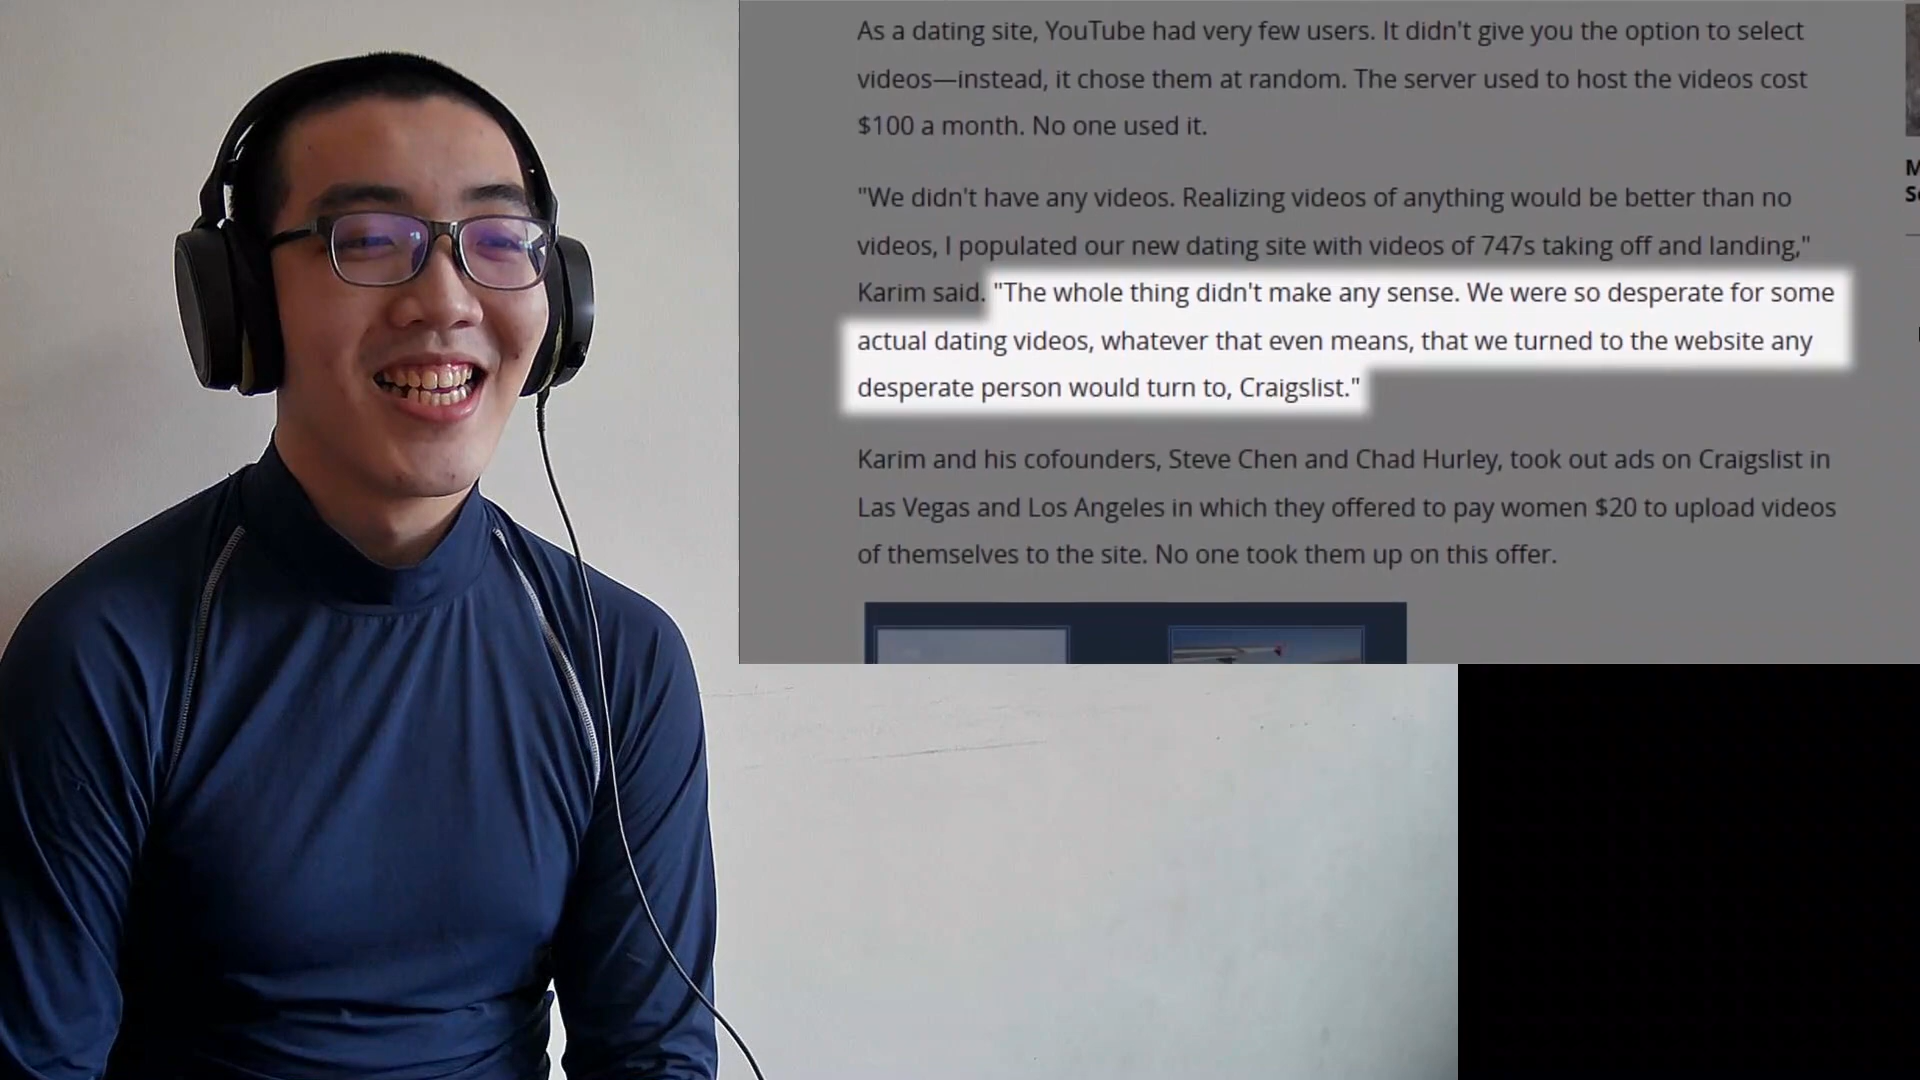 As a dating site, YouTube had very few users. It didn't give you the option to select
videos—instead, it chose them at random. The server used to host the videos cost
$100 a month. No one used it.
"We didn't have any videos. Realizing videos of anything would be better than no
videos, I populated our new dating site with videos of 747s taking off and landing,"
Karim said. "The whole thing didn't make any sense. We were so desperate for some
actual dating videos, whatever that even means, that we turned to the website any
desperate person would turn to, Craigslist."
Karim and his cofounders, Steve Chen and Chad Hurley, took out ads on Craigslist in
Las Vegas and Los Angeles in which they offered to pay women $20 to upload videos
of themselves to the site. No one took them up on this offer.